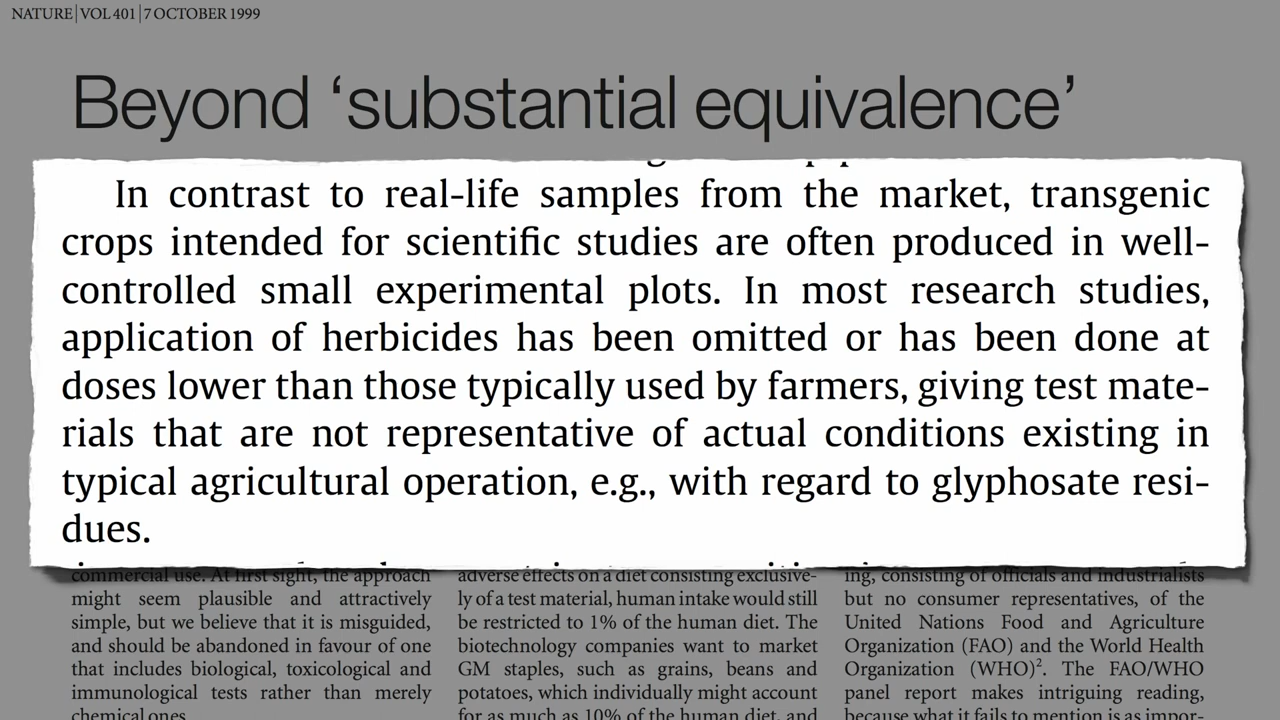 NATURE | VOL 401 | 7 OCTOBER 1999
Beyond ‘substantial equivalence’
In contrast to real-life samples from the market, transgenic
crops intended for scientific studies are often produced in well-
controlled small experimental plots. In most research studies,
application of herbicides has been omitted or has been done at
doses lower than those typically used by farmers, giving test mate-
rials that are not representative of actual conditions existing in
typical agricultural operation, e.g., with regard to glyphosate resi-
dues.
commercial use. At first sight, the approach
might seem plausible and attractively
simple, but we believe that it is misguided,
and should be abandoned in favour of one
that includes biological, toxicological and
immunological tests rather than merely
chemical ones.
adverse effects on a diet consisting exclusive-
ly of a test material, human intake would still
be restricted to 1% of the human diet. The
biotechnology companies want to market
GM staples, such as grains, beans and
potatoes, which individually might account
for as much as 10% of the human diet, and
ing, consisting of officials and industrialists
but no consumer representatives, of the
United Nations Food and Agriculture
Organization (FAO) and the World Health
Organization (WHO)². The FAO/WHO
panel report makes intriguing reading,
because what it fails to mention is as impor-